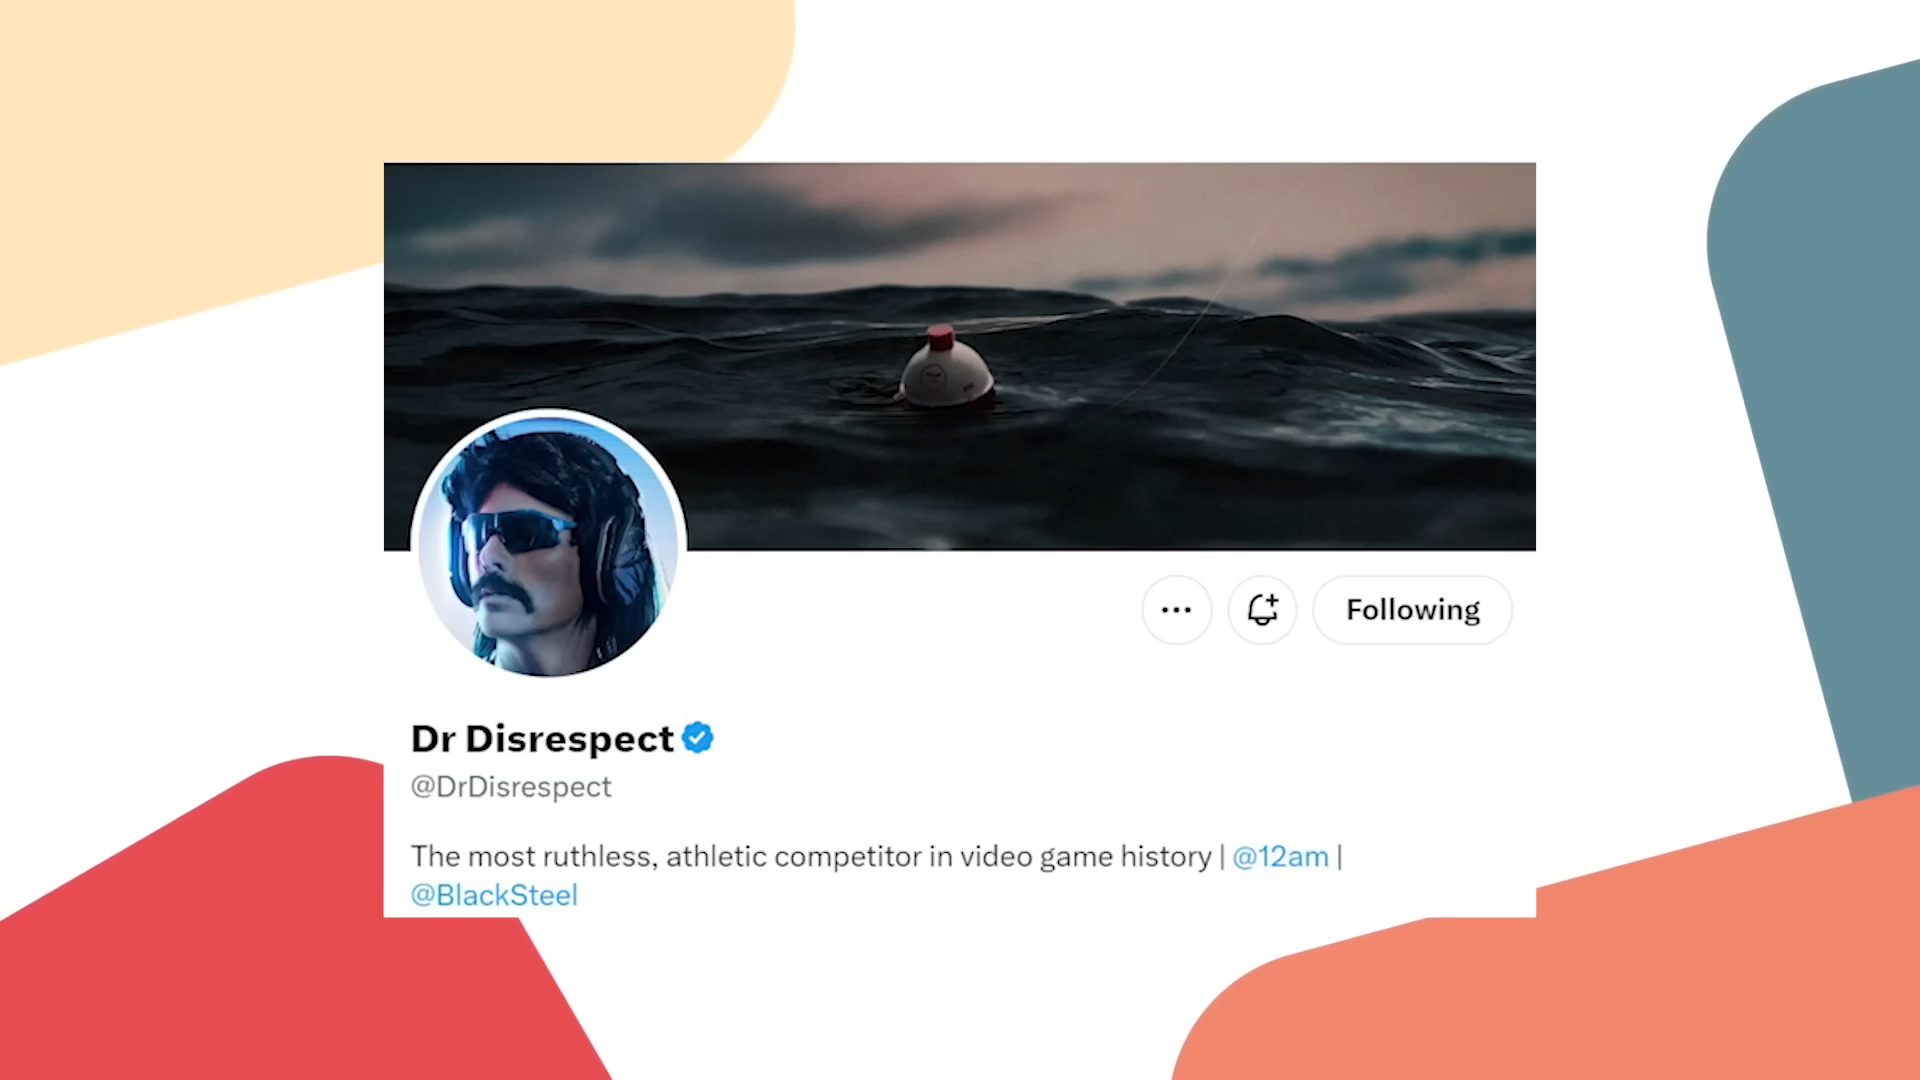 Following
Dr Disrespect
@DrDisrespect
The most ruthless, athletic competitor in video game history | @12am |
@BlackSteel